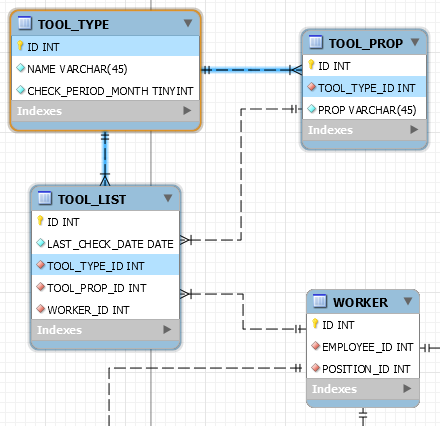 TOOL_TYPE
ID INT
NAME VARCHAR(45)
CHECK_PERIOD_MONTH TINYINT
Indexes
TOOL_PROP
ID INT
TOOL_TYPE_ID INT
PROP VARCHAR(45)
Indexes
TOOL_LIST
ID INT
LAST_CHECK_DATE DATE
TOOL_TYPE_ID INT
TOOL_PROP_ID INT
WORKER_ID INT
Indexes
WORKER
ID INT
EMPLOYEE_ID INT
POSITION_ID INT
Indexes